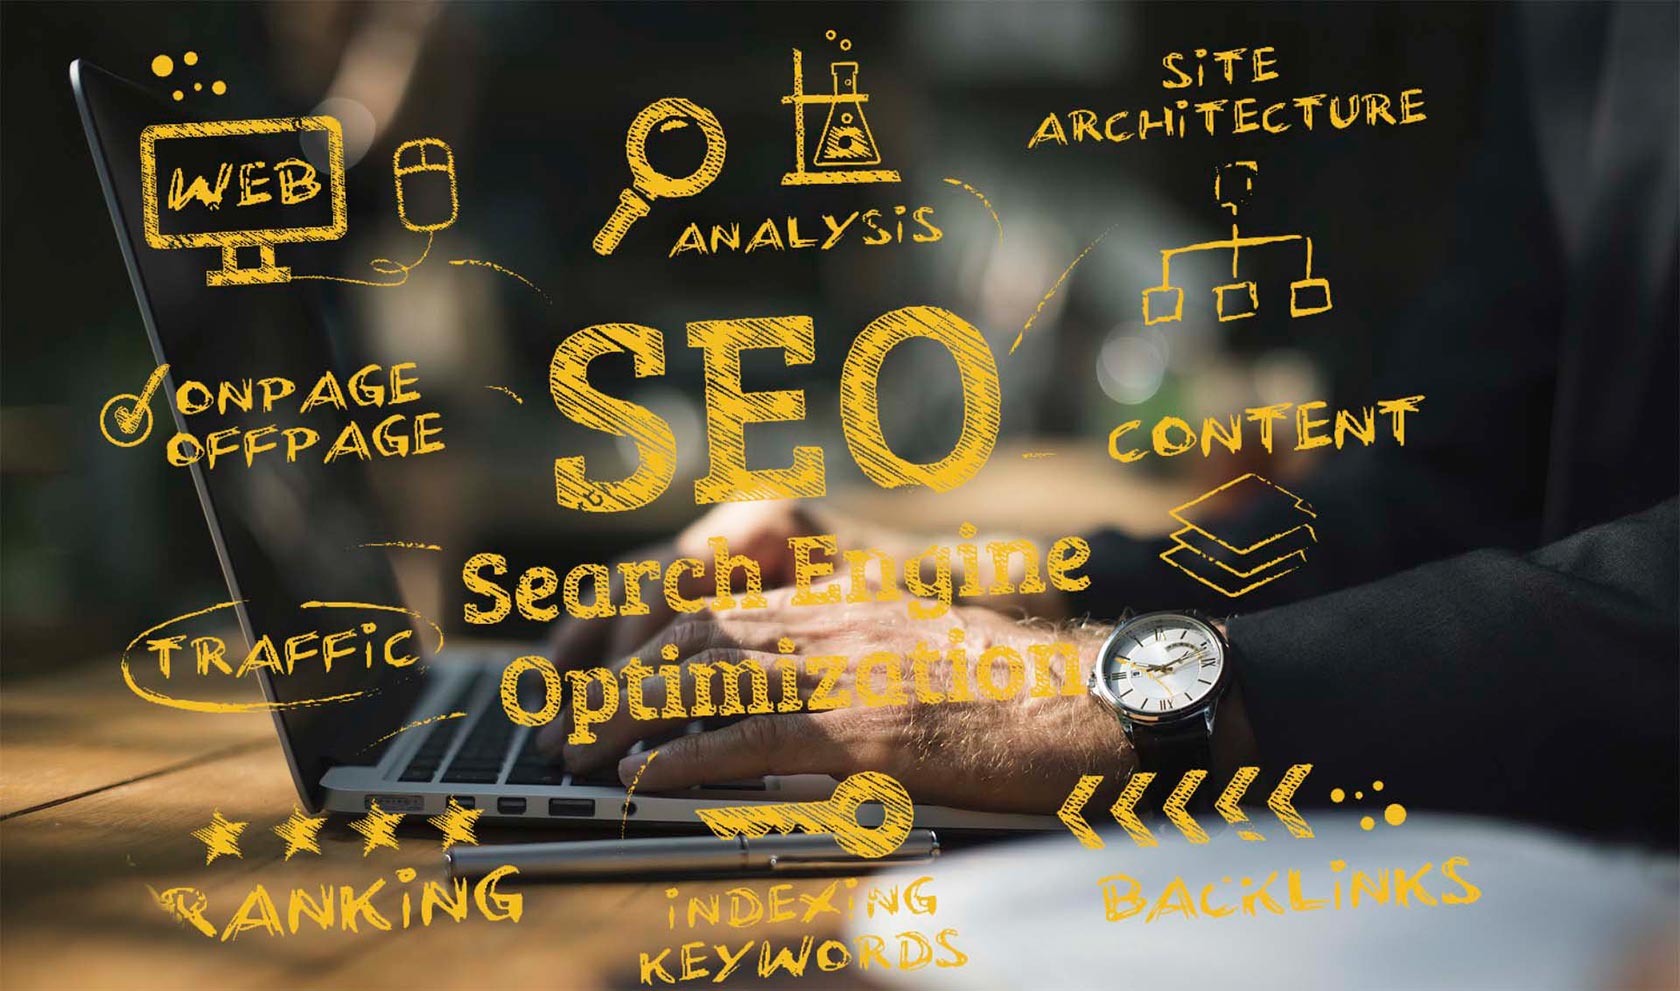 WEB
ANALYSiS
SiTE
ARCHiTECTURE
ONPAGE
OFFPAGE
SEO
CONTENT
Search Engine
Optimization
TRAFFiC
RANKiNG
iNDEXiNG
KEYWORDS
BACKLiNKS